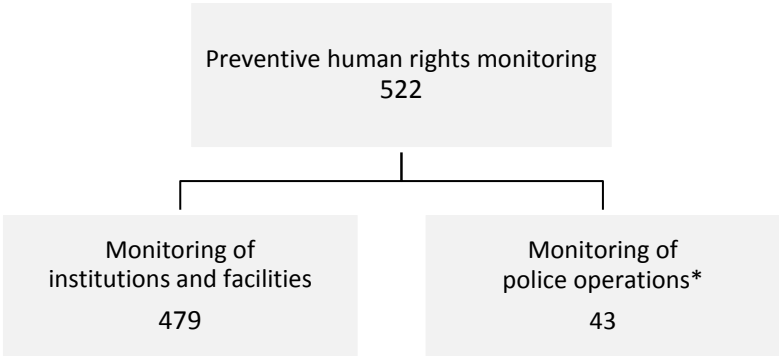 Preventive human rights monitoring
522
Monitoring of
institutions and facilities
479
Monitoring of
police operations*
43